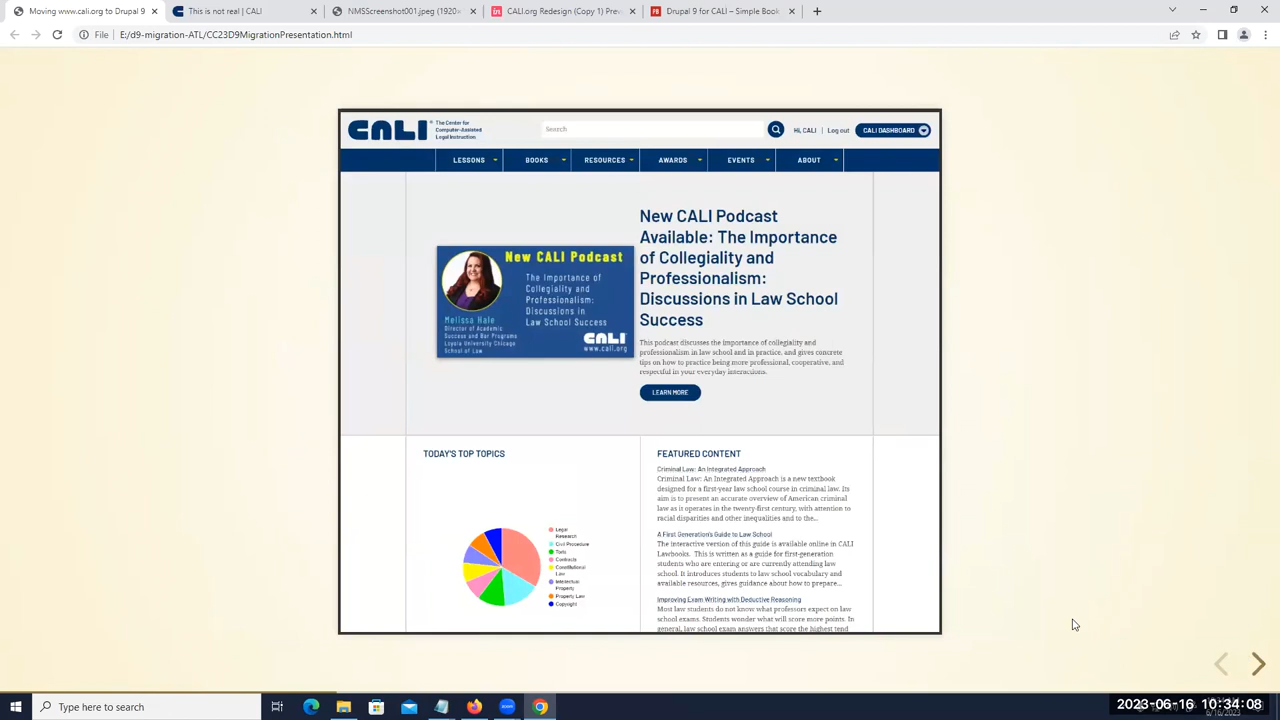 Moving www.cali.org to Drupal 9
This is not real | CALI
NMSScreenshot001.jpeg (1920×
CALI.org Redesign (Copy 1) Free
Drupal 9 for CALI – Simple Book
File | E:/d9-migration-ATL/CC23D9MigrationPresentation.html
CALI
The Center for
Computer-Assisted
Legal Instruction
Search
Hi, CALI | Log out
CALI DASHBOARD
LESSONS BOOKS RESOURCES AWARDS EVENTS ABOUT
New CALI Podcast
The Importance of
Collegiality and
Professionalism:
Discussions in
Law School Success
Melissa Hale
Director of Academic
Success and Bar Programs
Loyola University Chicago
School of Law
CALI
www.cali.org
New CALI Podcast
Available: The Importance
of Collegiality and
Professionalism:
Discussions in Law School
Success
This podcast discusses the importance of collegiality and
professionalism in law school and in practice, and gives concrete
tips on how to practice being more professional, cooperative, and
respectful in your everyday interactions.
LEARN MORE
TODAY'S TOP TOPICS
Legal
Research
Civil Procedure
Torts
Contracts
Constitutional
Law
Intellectual
Property
Property Law
Copyright
FEATURED CONTENT
Criminal Law: An Integrated Approach
Criminal Law: An Integrated Approach is a new textbook
designed for a first-year law school course in criminal law. Its
aim is to present an accurate overview of American criminal
law as it operates in the twenty-first century, with attention to
racial disparities and other inequalities and to the...
A First Generation's Guide to Law School
The interactive version of this guide is available online in CALI
Lawbooks. This is written as a guide for first-generation
students who are entering or are currently attending law
school. It introduces students to law school vocabulary and
available resources, gives guidance about how to prepare...
Improving Exam Writing with Deductive Reasoning
Most law students do not know what professors expect on law
school exams. Students wonder what will score more points. In
general, law school exam answers that score the highest tend
Type here to search
zoom
2023-06-16 10:34:08
6/16/2023